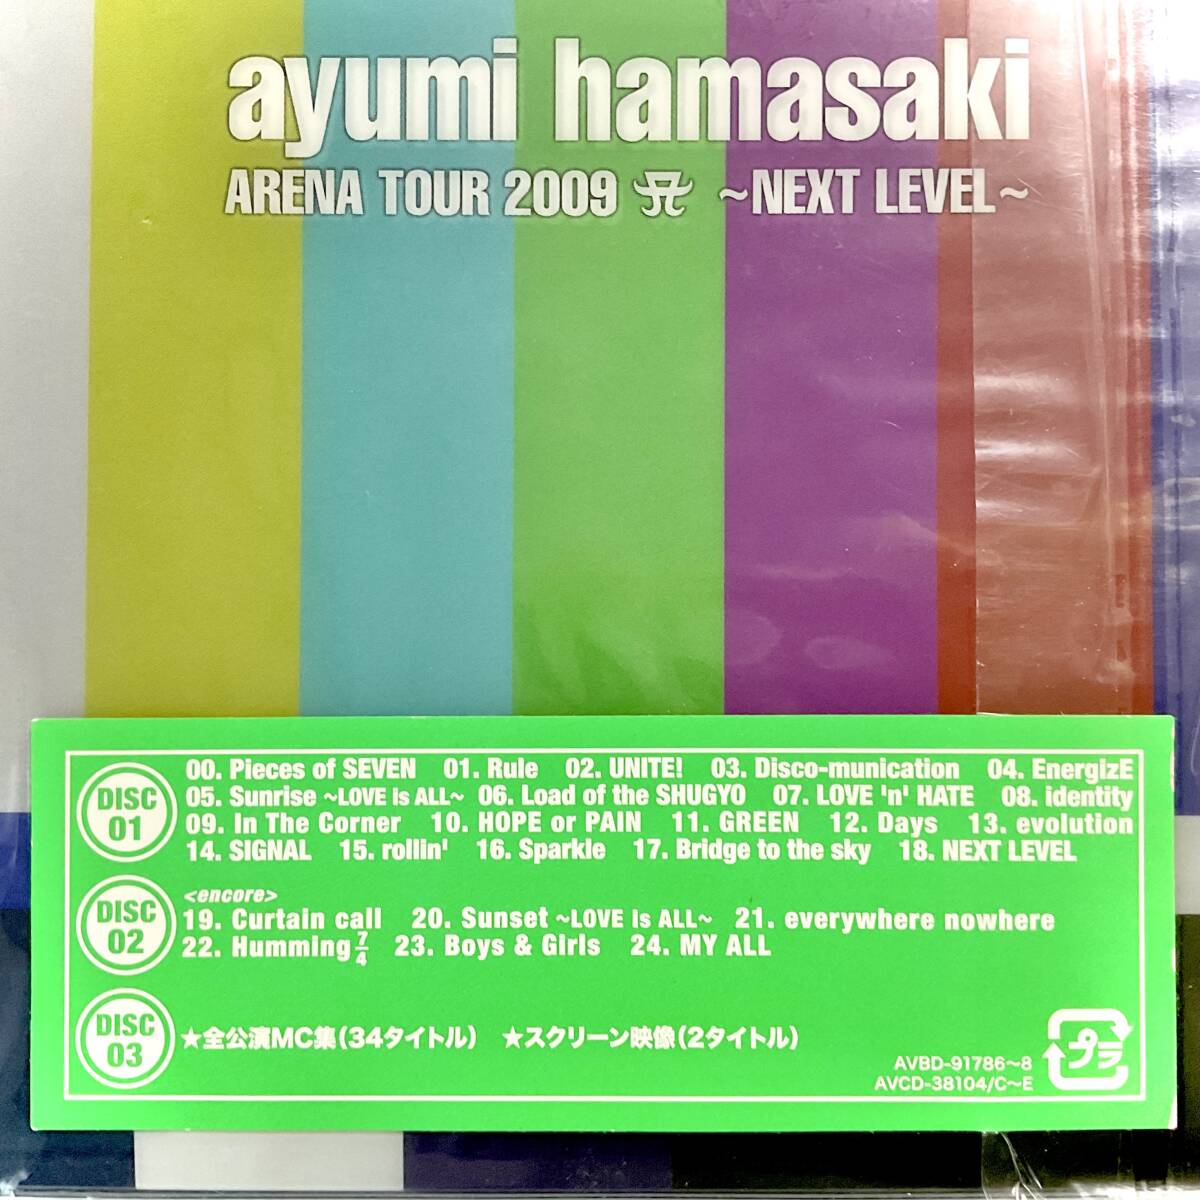 ayumi hamasaki
ARENA TOUR 2009 A ~NEXT LEVEL~
DISC 01
00. Pieces of SEVEN 01. Rule 02. UNITE! 03. Disco-munication 04. EnergizE
05. Sunrise ~LOVE is ALL~ 06. Load of the SHUGYO 07. LOVE 'n' HATE 08. identity
09. In The Corner 10. HOPE or PAIN 11. GREEN 12. Days 13. evolution
14. SIGNAL 15. rollin' 16. Sparkle 17. Bridge to the sky 18. NEXT LEVEL
DISC 02
<encore>
19. Curtain call 20. Sunset ~LOVE is ALL~ 21. everywhere nowhere
22. Humming 7/4 23. Boys & Girls 24. MY ALL
DISC 03
★全公演MC集(34タイトル) ★スクリーン映像(2タイトル)
プラ
AVBD-91786~8
AVCD-38104/C~E